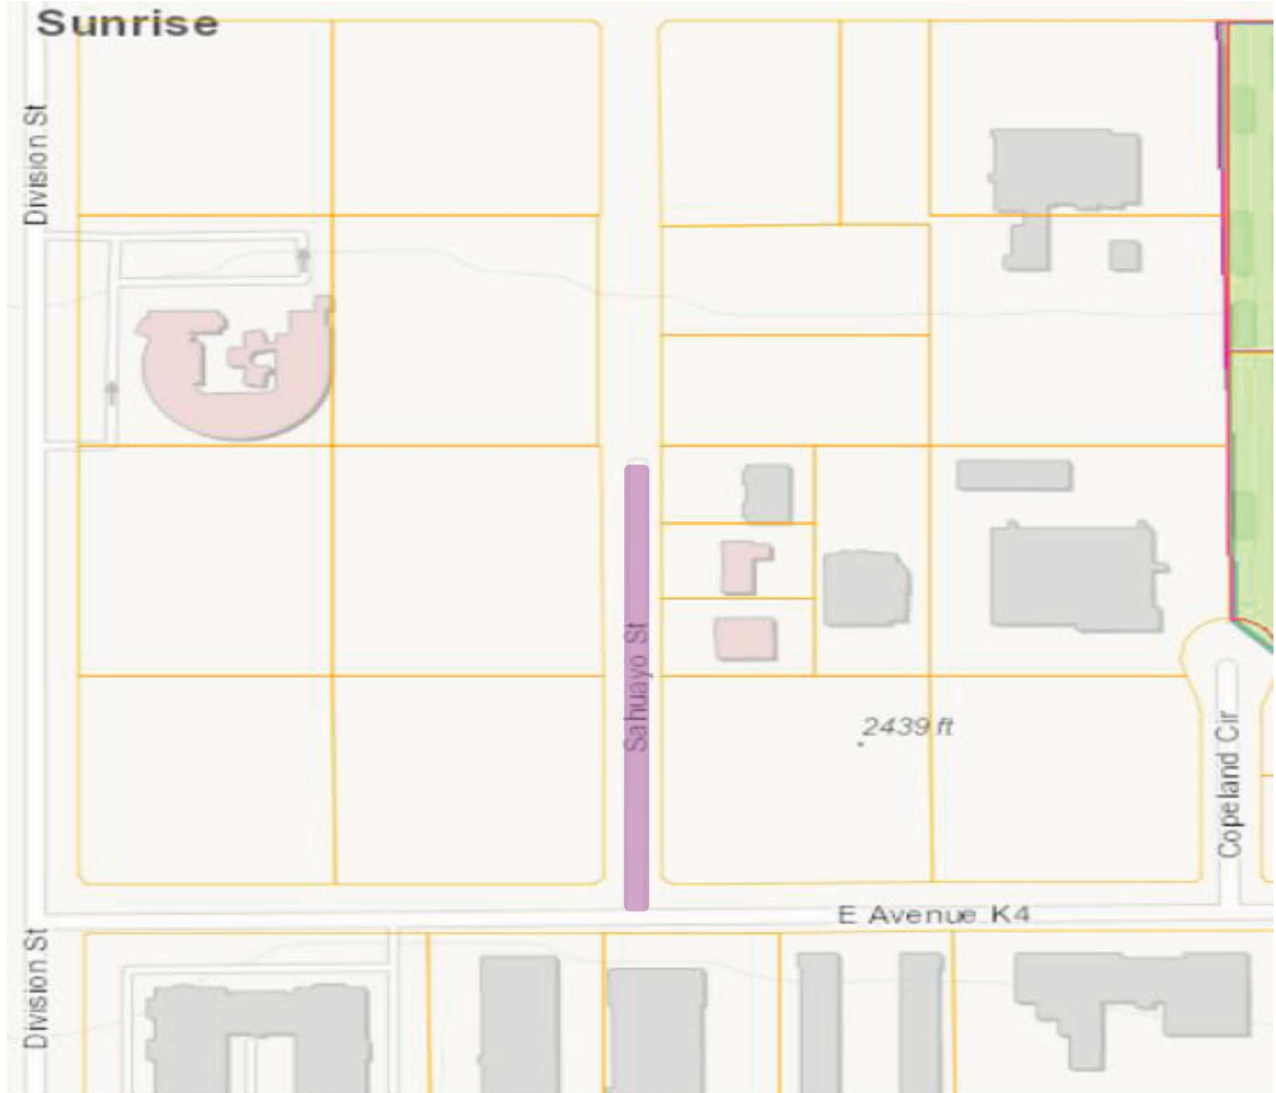 Sunrise
Division St
Sahuayo St
2439 ft
Copeland Cir
E Avenue K4
Division St